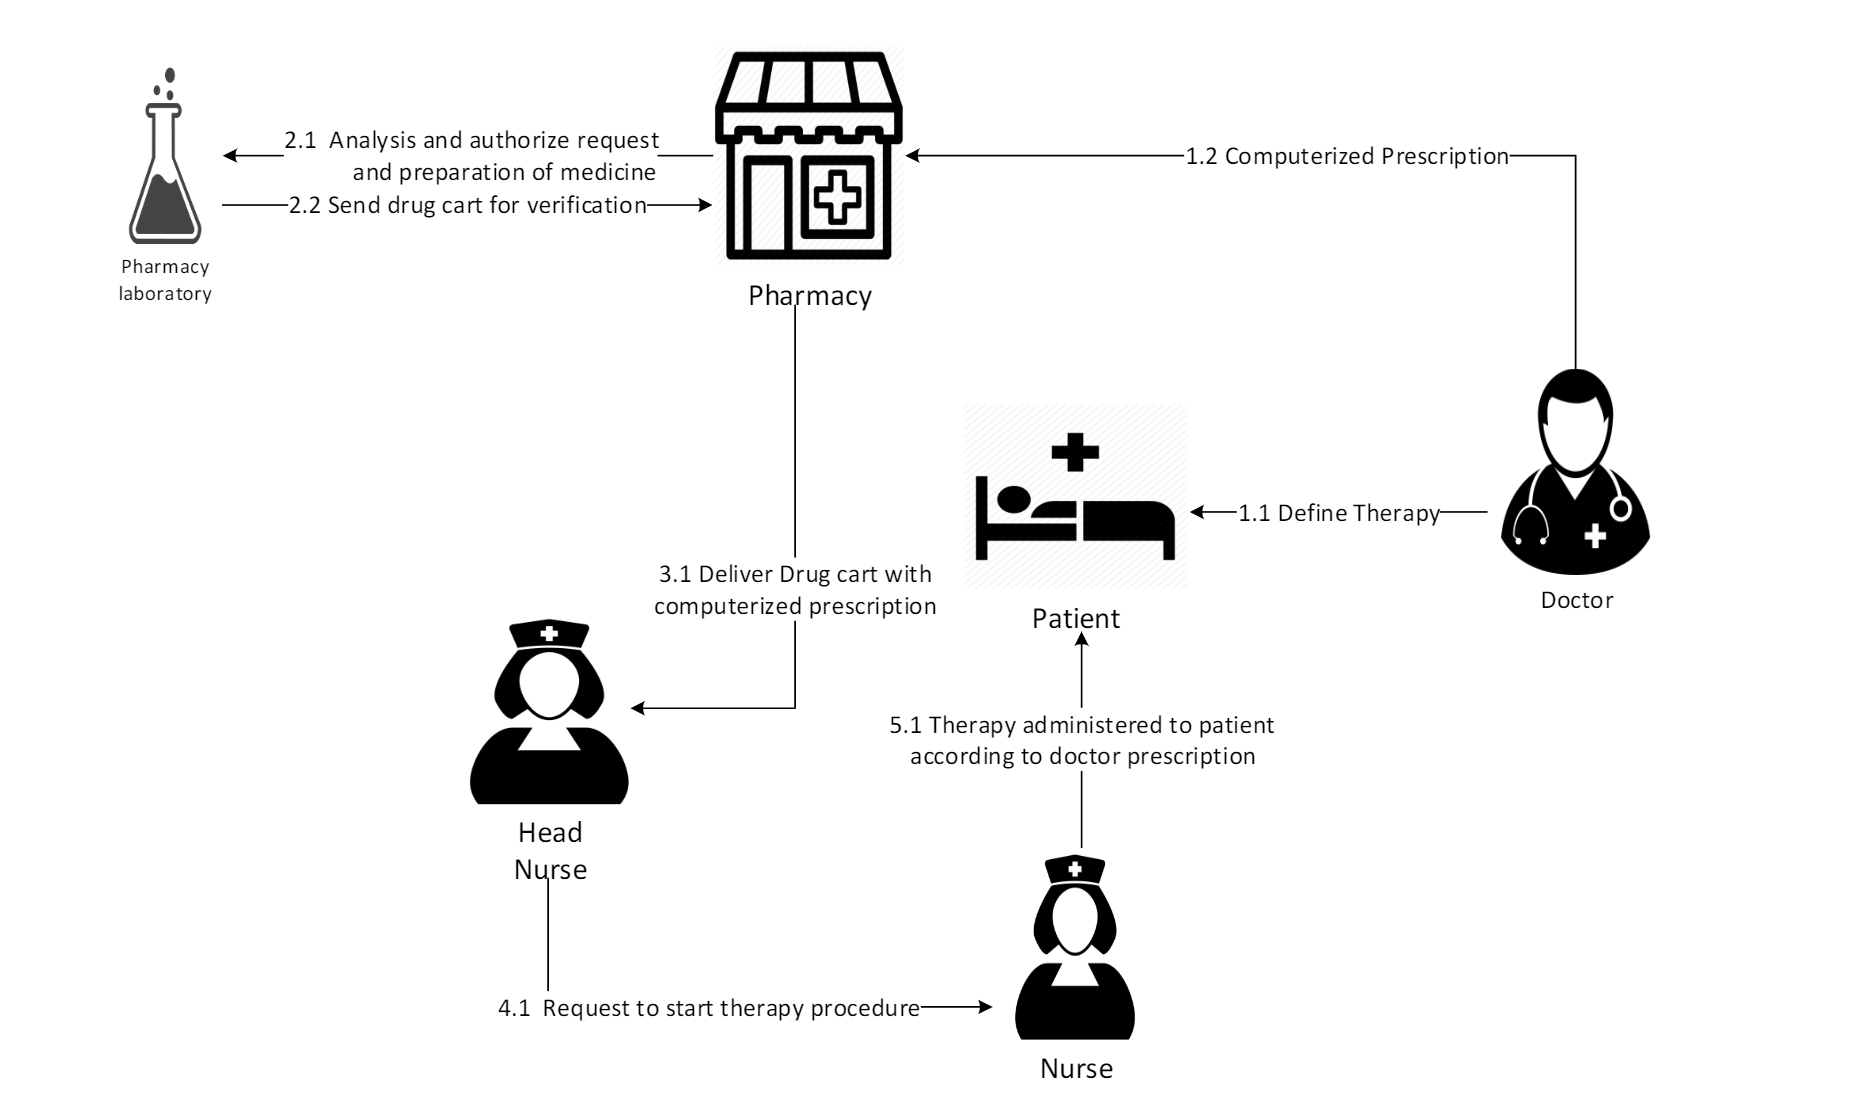 2.1  Analysis and authorize request
and preparation of medicine
2.2 Send drug cart for verification
1.2 Computerized Prescription
Pharmacy
laboratory
Pharmacy
1.1 Define Therapy
Doctor
3.1 Deliver Drug cart with
computerized prescription
Patient
5.1 Therapy administered to patient
according to doctor prescription
Head
Nurse
4.1  Request to start therapy procedure
Nurse